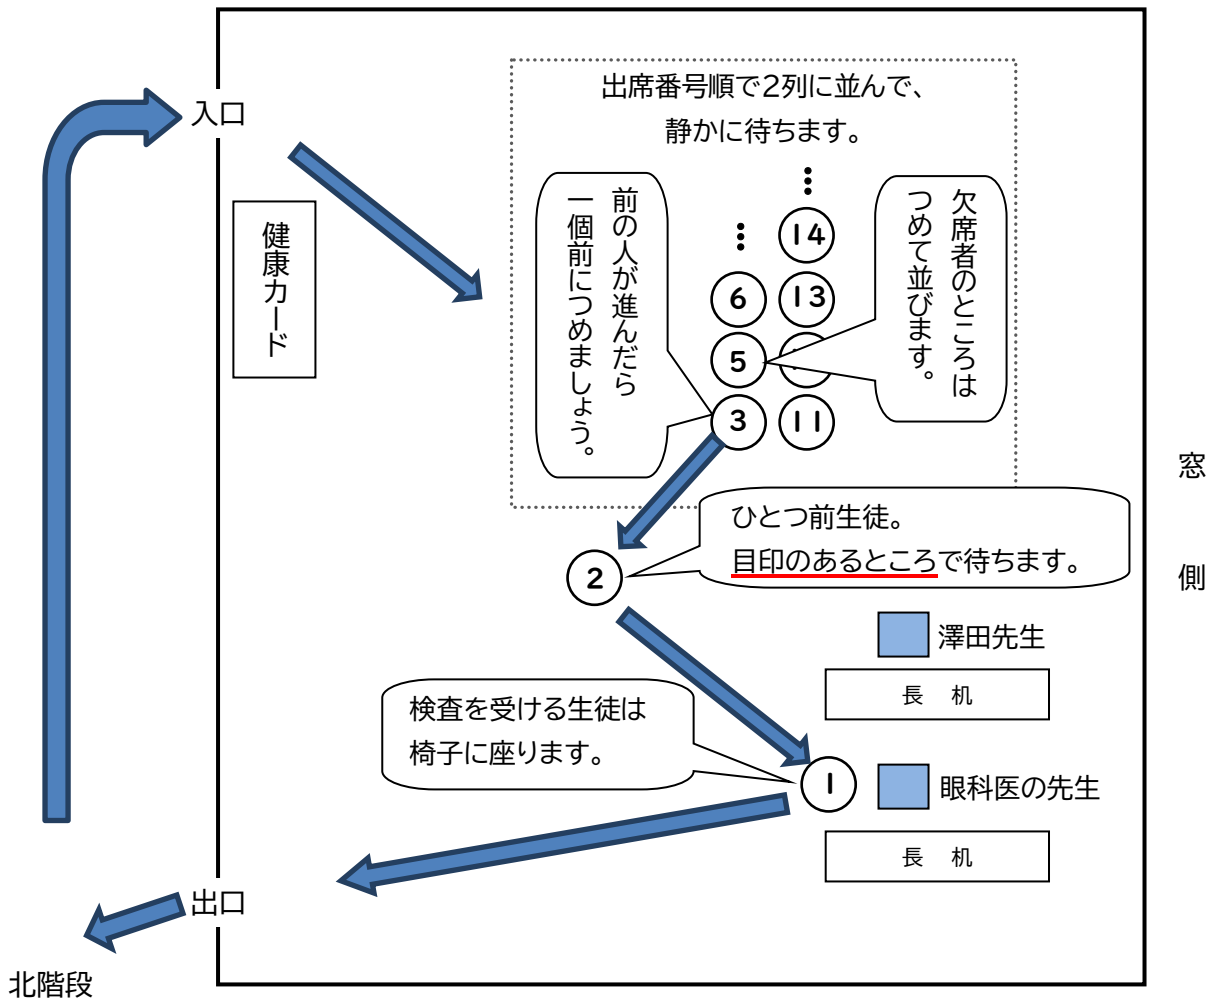 出席番号順で2列に並んで、
静かに待ちます。
入口
健康カード
前の人が進んだら
一個前につめましょう。
欠席者のところは
つめて並びます。
14
6
13
5
3
11
窓側
ひとつ前生徒。
目印のあるところで待ちます。
2
澤田先生
長 机
検査を受ける生徒は
椅子に座ります。
1
眼科医の先生
長 机
出口
北階段